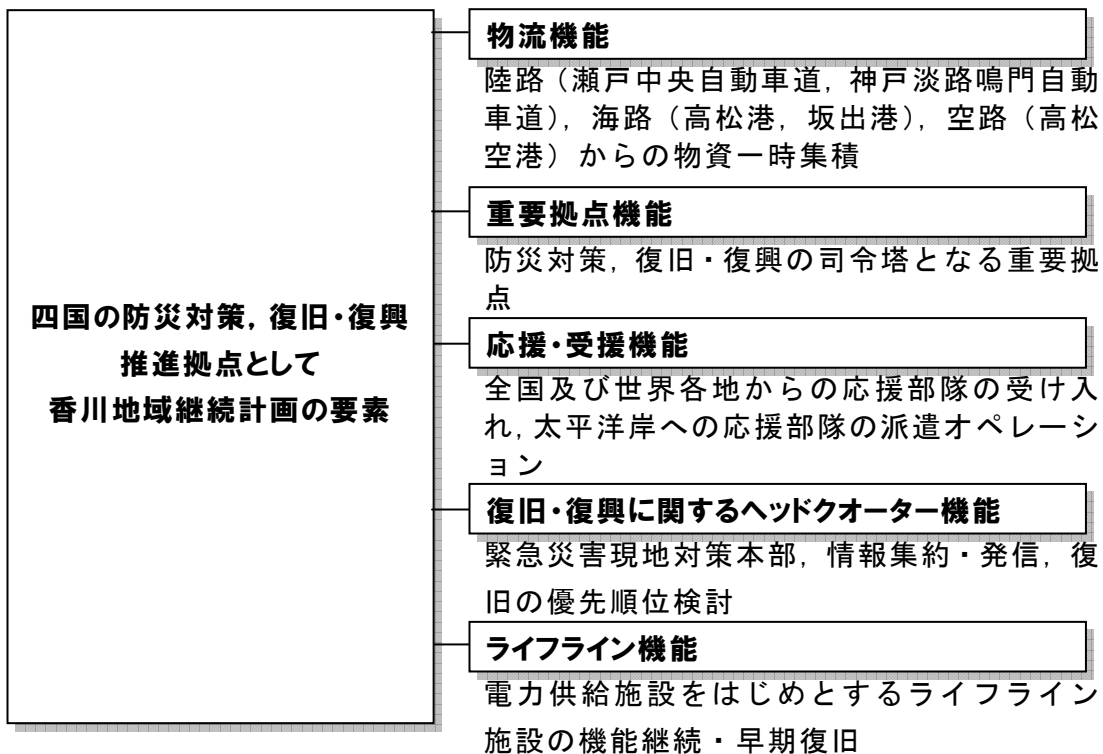 四国の防災対策,復旧・復興
推進拠点として
香川地域継続計画の要素
物流機能
陸路(瀬戸中央自動車道,神戸淡路鳴門自動
車道),海路(高松港,坂出港),空路(高松
空港)からの物資一時集積
重要拠点機能
防災対策,復旧・復興の司令塔となる重要拠
点
応援・受援機能
全国及び世界各地からの応援部隊の受け入
れ,太平洋岸への応援部隊の派遣オペレーシ
ョン
復旧・復興に関するヘッドクオーター機能
緊急災害現地対策本部,情報集約・発信,復
旧の優先順位検討
ライフライン機能
電力供給施設をはじめとするライフライン
施設の機能継続・早期復旧